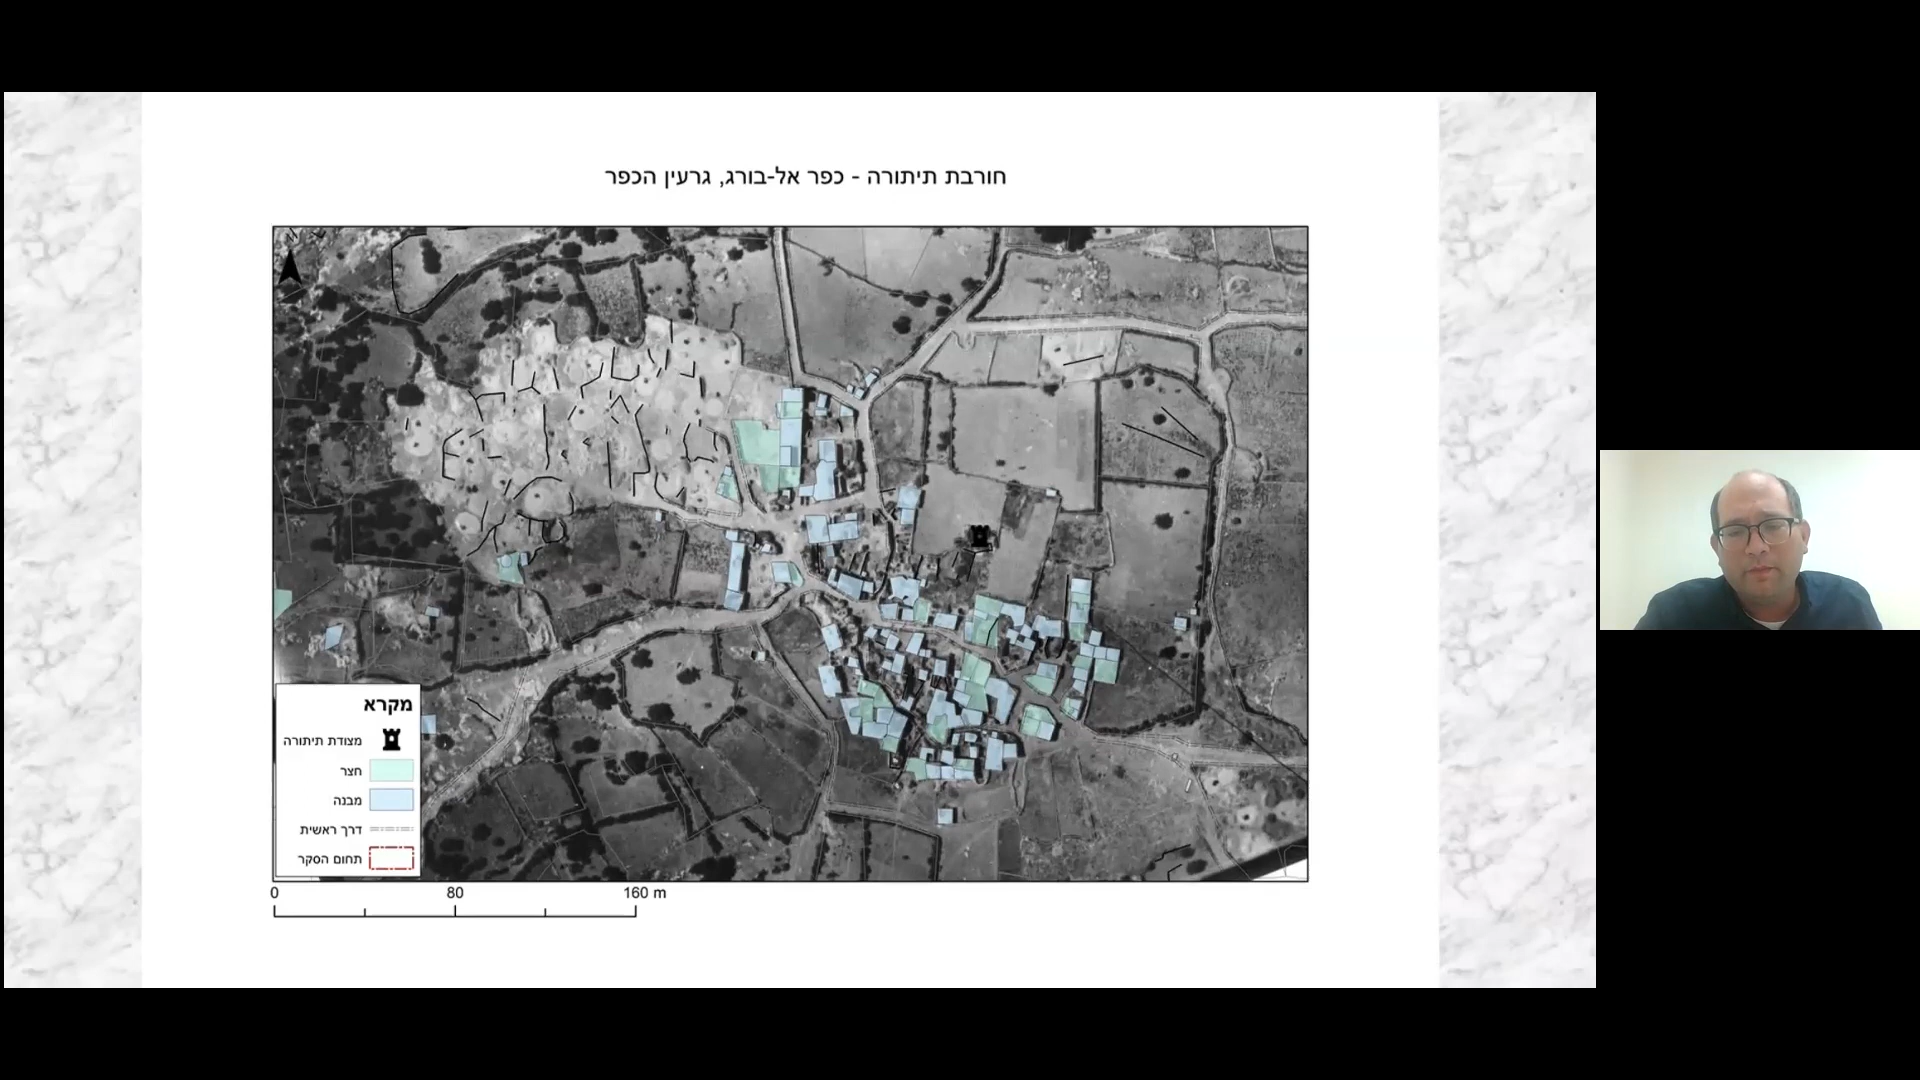 חורבת תיתורה - כפר אל-בורג, גרעין הכפר
N
מקרא
מצודת תיתורה
חצר
מבנה
דרך ראשית
תחום הסקר
0 80 160 m